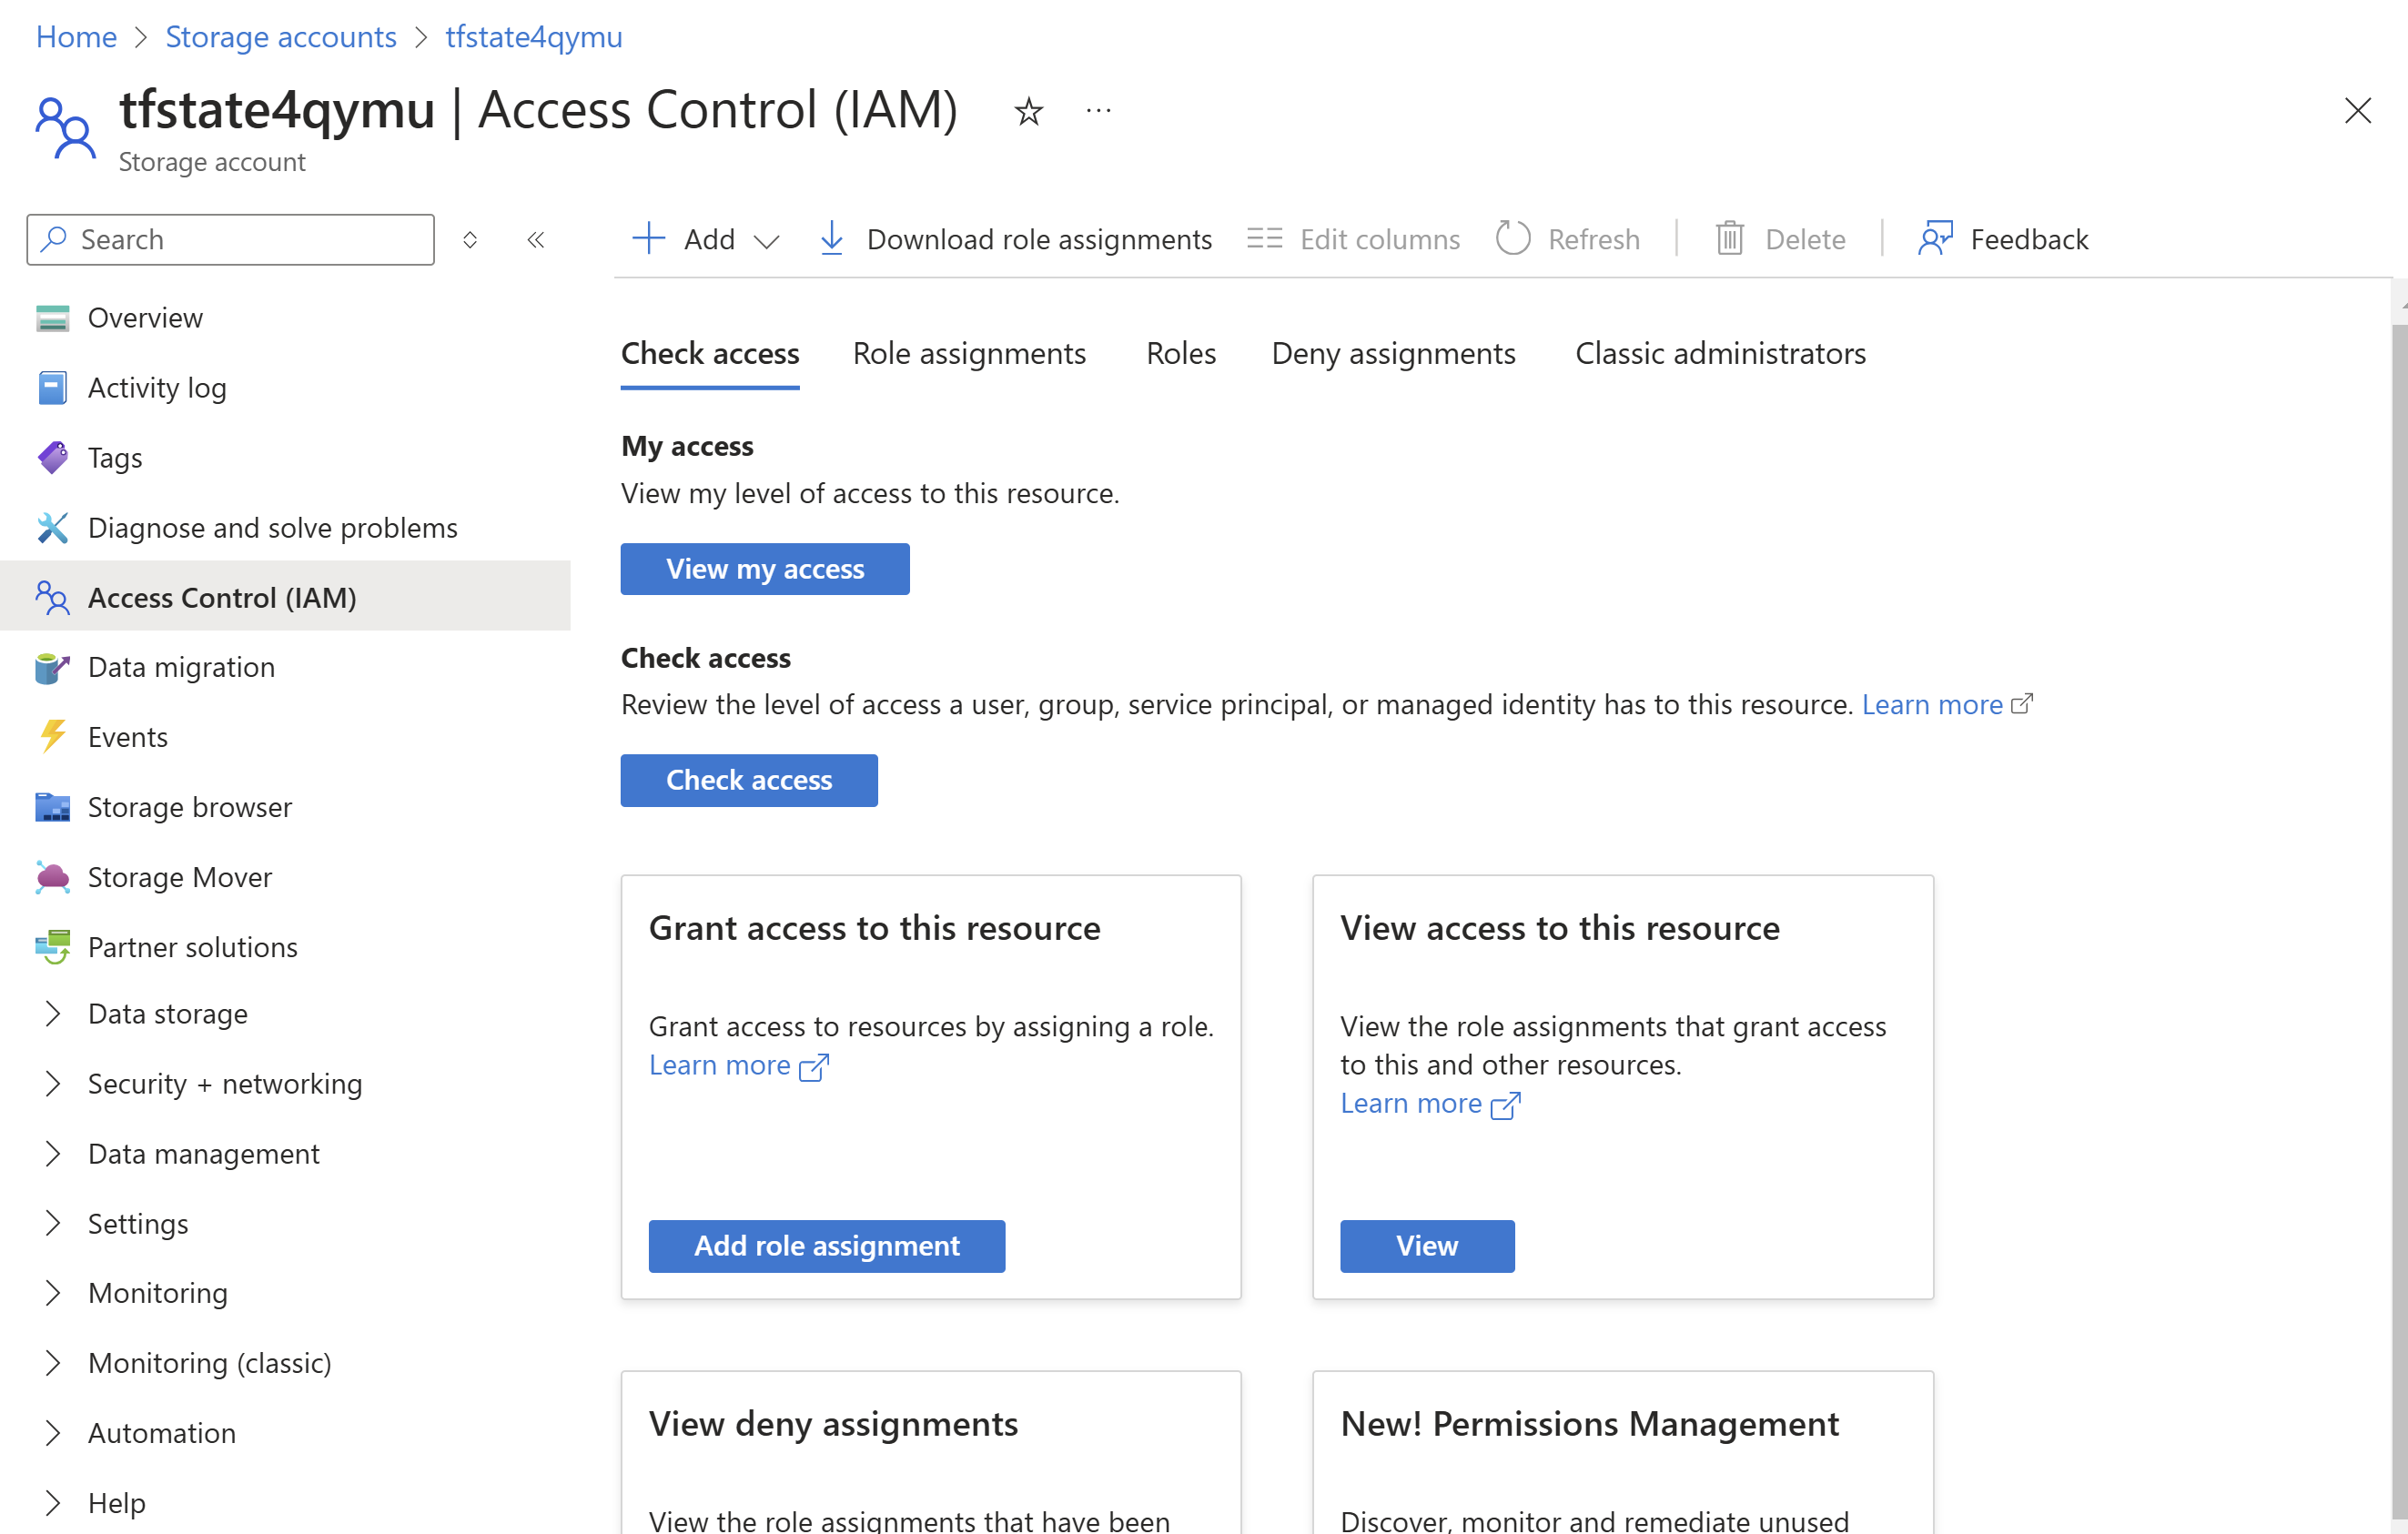 Home > Storage accounts > tfstate4qymu
tfstate4qymu | Access Control (IAM)
Storage account
Search
Add
Download role assignments
Edit columns
Refresh
Delete
Feedback
Overview
Activity log
Tags
Diagnose and solve problems
Access Control (IAM)
Data migration
Events
Storage browser
Storage Mover
Partner solutions
Data storage
Security + networking
Data management
Settings
Monitoring
Monitoring (classic)
Automation
Help
Check access
Role assignments
Roles
Deny assignments
Classic administrators
My access
View my level of access to this resource.
View my access
Check access
Review the level of access a user, group, service principal, or managed identity has to this resource. Learn more
Check access
Grant access to this resource
Grant access to resources by assigning a role.
Learn more
Add role assignment
View access to this resource
View the role assignments that grant access
to this and other resources.
Learn more
View
View deny assignments
View the role assignments that have been
New! Permissions Management
Discover, monitor and remediate unused